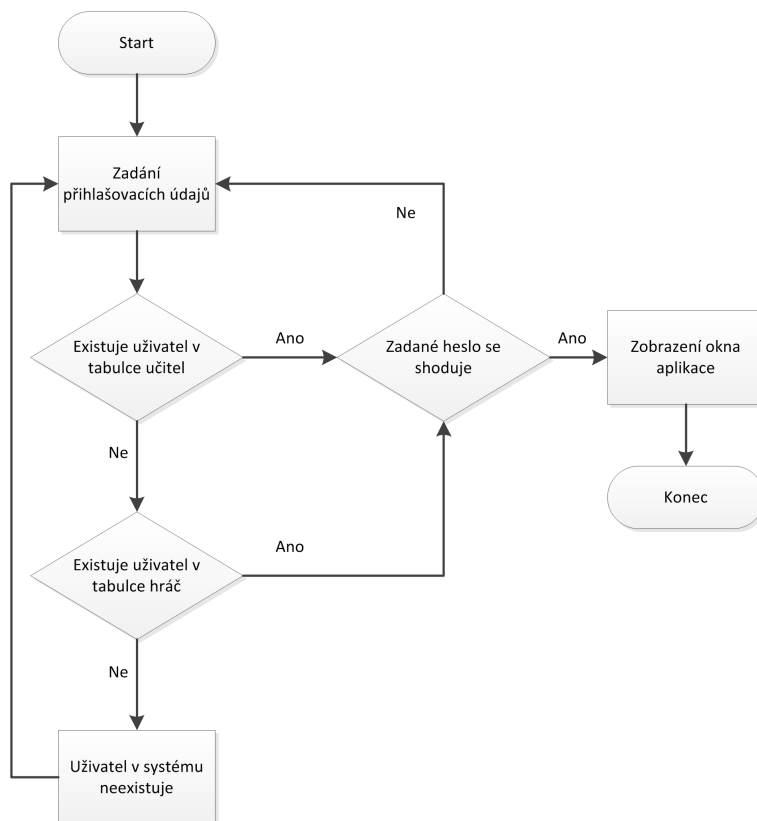 Start
Zadání
přihlašovacích údajů
Ne
Existuje uživatel v
tabulce učitel
Ano
Zadané heslo se
shoduje
Ano
Zobrazení okna
aplikace
Ne
Konec
Existuje uživatel v
tabulce hráč
Ano
Ne
Uživatel v systému
neexistuje